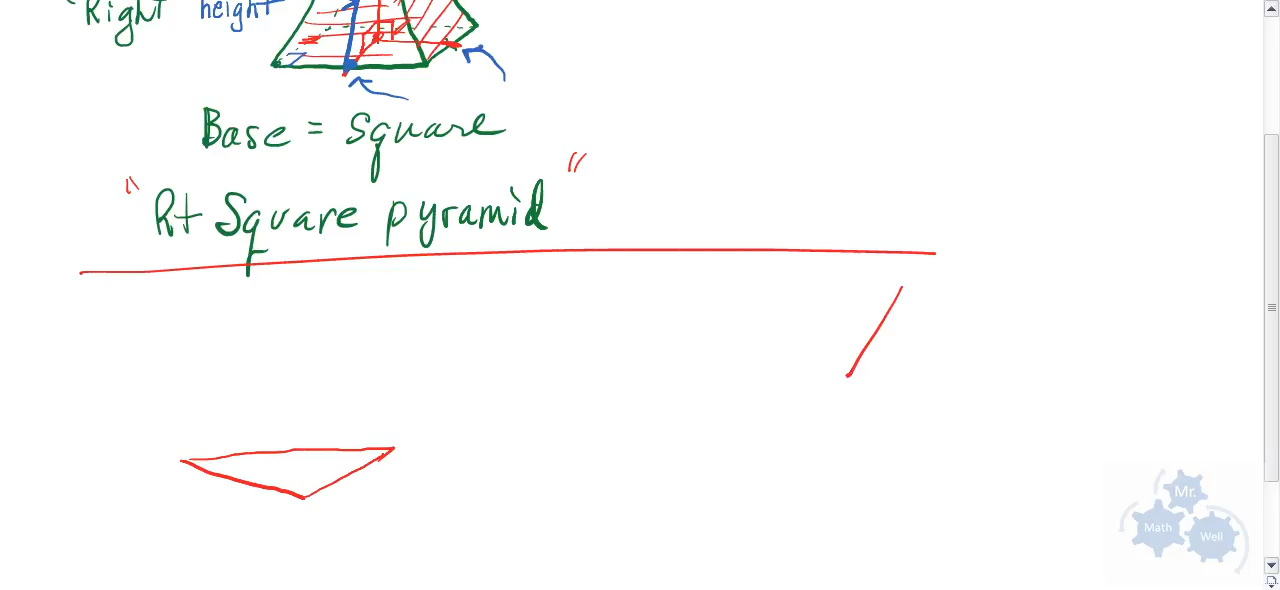 "Right height
Base = Square
"Rt Square pyramid"
Mr.
Math
Well